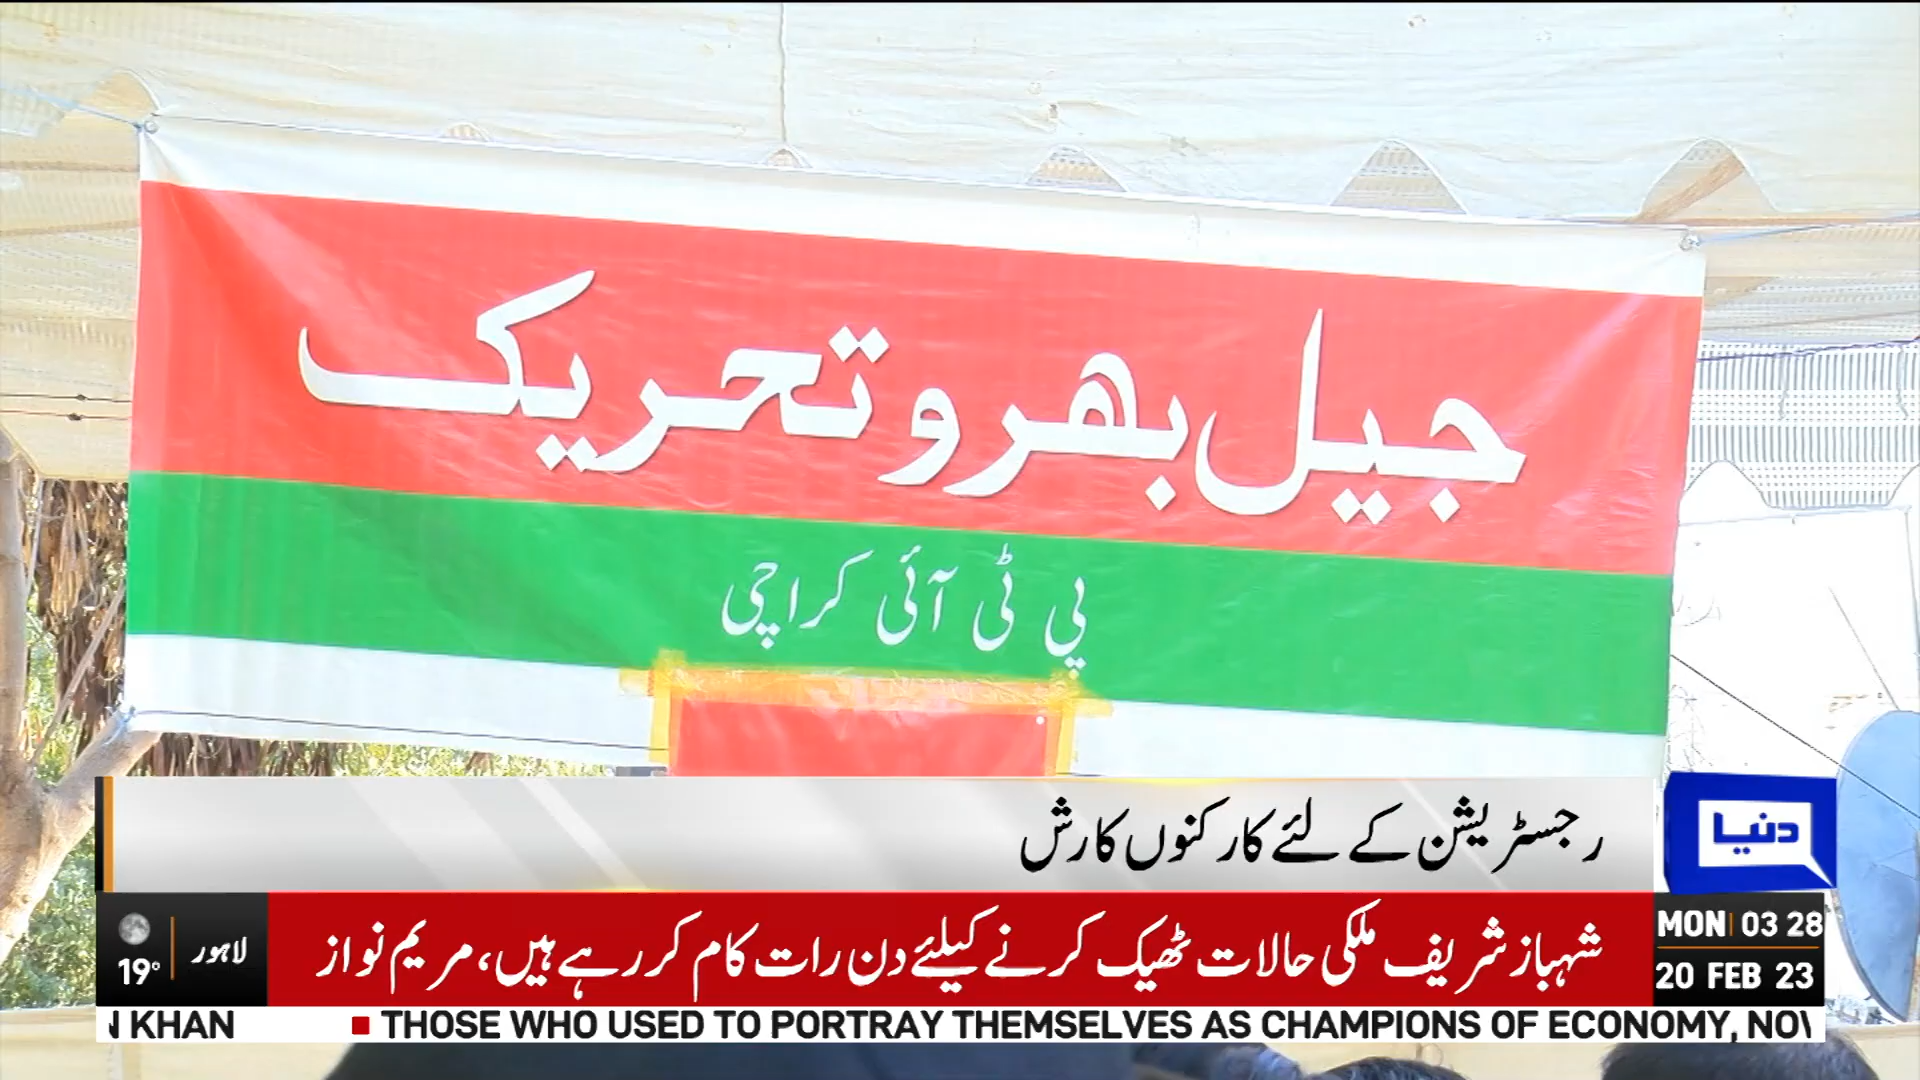 جیل بھرو تحریک
پی ٹی آئی کراچی
رجسٹریشن کے لئے کارکنوں کا رش
دنیا
شہباز شریف ملکی حالات ٹھیک کرنے کیلئے دن رات کام کر رہے ہیں، مریم نواز
لاہور
19°
MON 03 28
20 FEB 23
KHAN
THOSE WHO USED TO PORTRAY THEMSELVES AS CHAMPIONS OF ECONOMY,